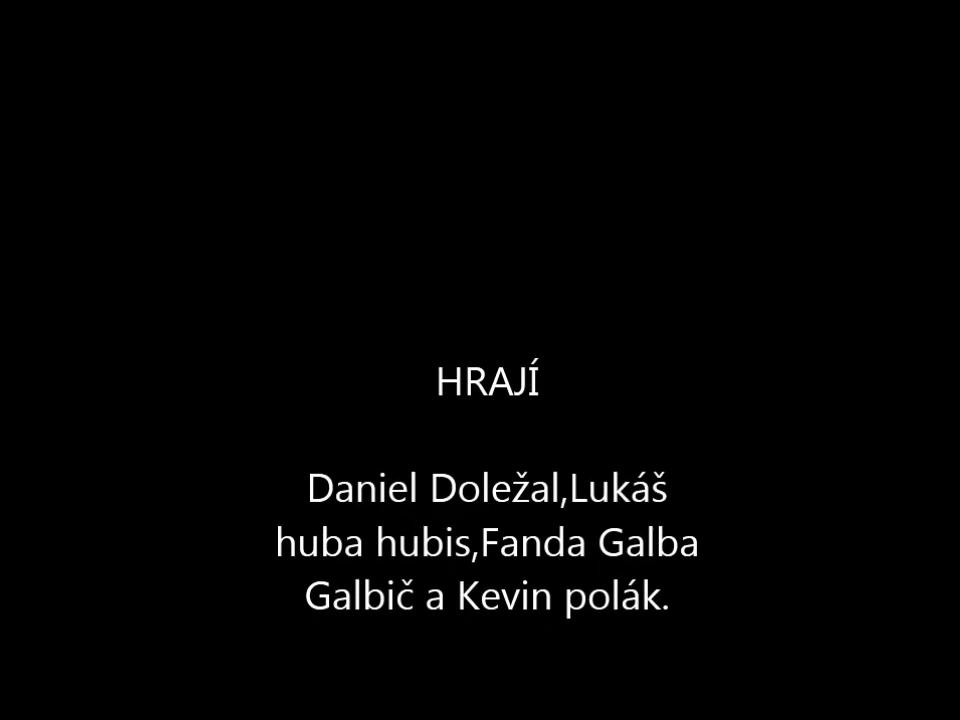 HRAJÍ
Daniel Doležal,Lukáš
huba hubis,Fanda Galba
Galbič a Kevin polák.